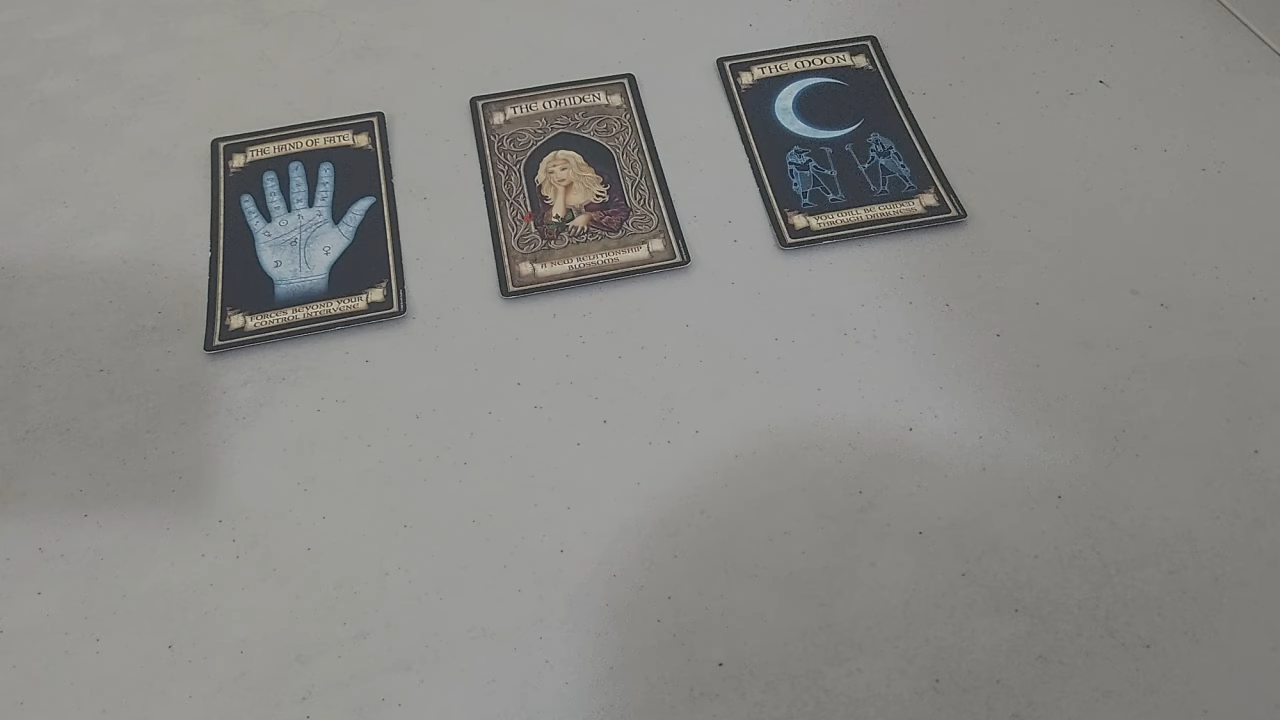 THE HAND OF FATE
FORCES BEYOND YOUR
CONTROL INTERVENE
THE MAIDEN
A NEW RELATIONSHIP
BLOSSOMS
THE MOON
YOU WILL BE GUIDED
THROUGH DARKNESS